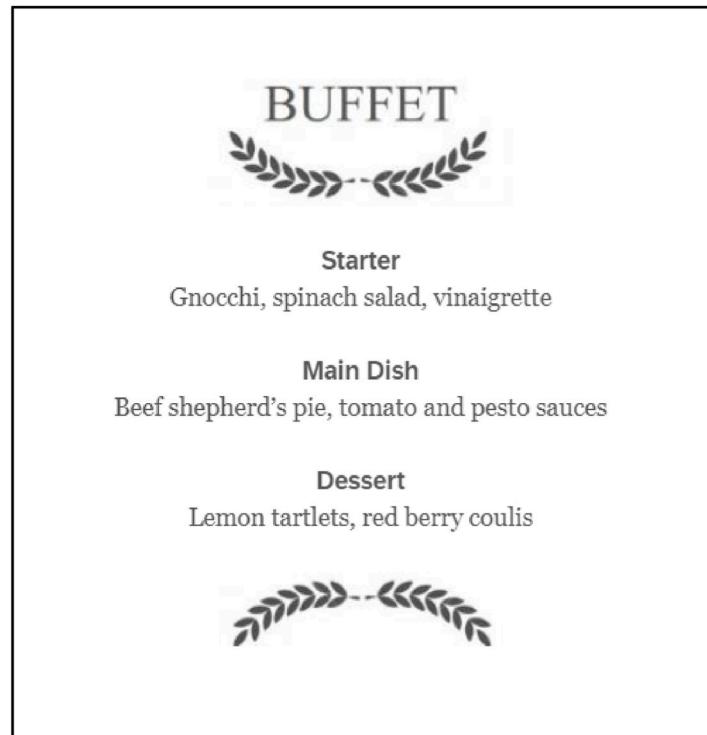 BUFFET
Starter
Gnocchi, spinach salad, vinaigrette
Main Dish
Beef shepherd’s pie, tomato and pesto sauces
Dessert
Lemon tartlets, red berry coulis